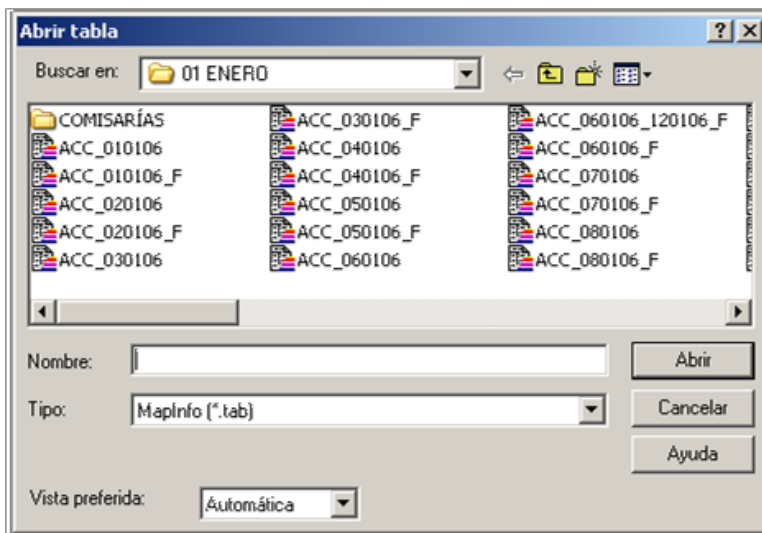 Abrir tabla
Buscar en: 01 ENERO
COMISARÍAS ACC_030106_F ACC_060106_120106_F
ACC_010106 ACC_040106 ACC_060106_F
ACC_010106_F ACC_040106_F ACC_070106
ACC_020106 ACC_050106 ACC_070106_F
ACC_020106_F ACC_050106_F ACC_080106
ACC_030106 ACC_060106 ACC_080106_F
Nombre: Abrir
Tipo: MapInfo (*.tab) Cancelar
Ayuda
Vista preferida: Automática